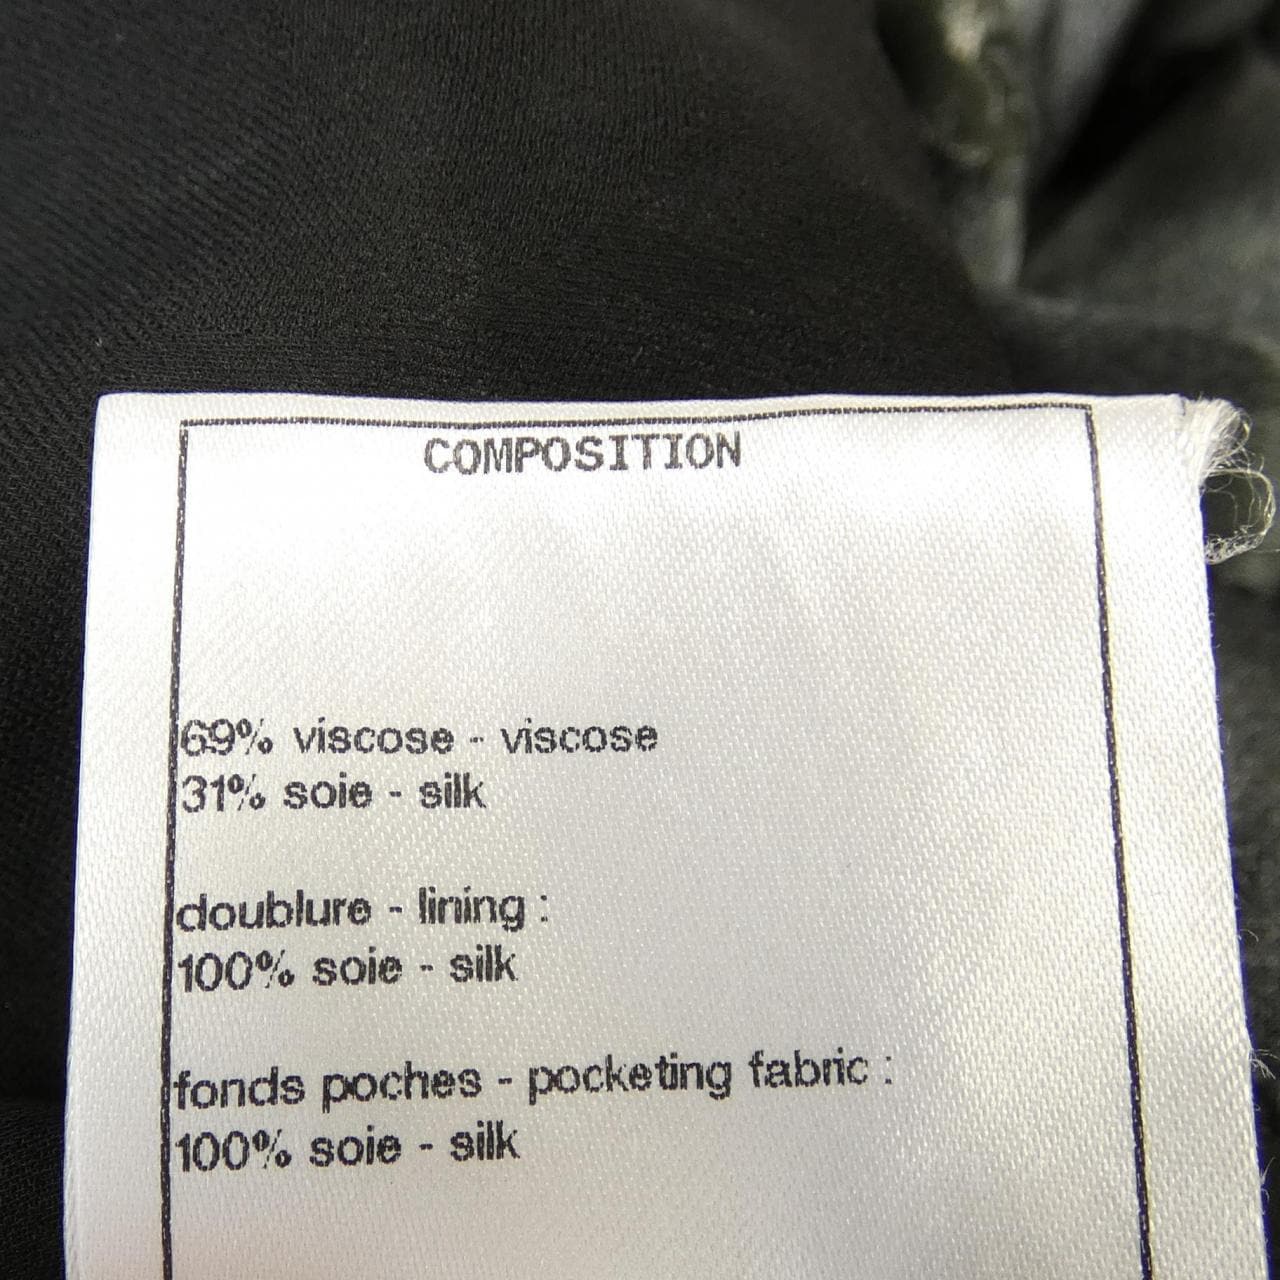 COMPOSITION
69% viscose - viscose
31% soie - silk
doublure - lining :
100% soie - silk
fonds poches - pocketing fabric :
100% soie - silk